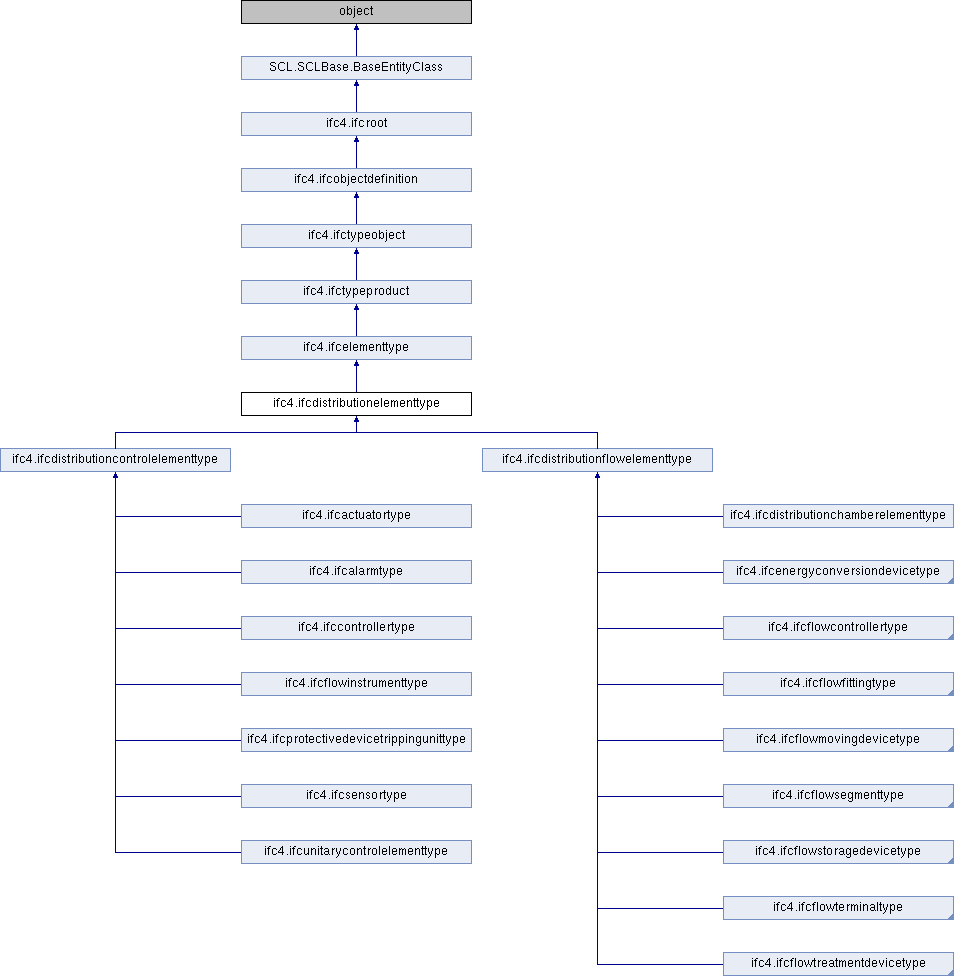 object
SCL.SCLBase.BaseEntityClass
ifc4.ifcroot
ifc4.ifcobjectdefinition
ifc4.ifctypeobject
ifc4.ifctypeproduct
ifc4.ifcelementtype
ifc4.ifcdistributionelementtype
ifc4.ifcdistributioncontrolelementtype
ifc4.ifcdistributionflowelementtype
ifc4.ifcactuatortype
ifc4.ifcdistributionchamberelementtype
ifc4.ifcalarmtype
ifc4.ifcenergyconversiondevicetype
ifc4.ifccontrollertype
ifc4.ifcflowcontrollertype
ifc4.ifcflowinstrumenttype
ifc4.ifcflowfittingtype
ifc4.ifcprotectivedevicetrippingunittype
ifc4.ifcflowmovingdevicetype
ifc4.ifcsensortype
ifc4.ifcflowsegmenttype
ifc4.ifcunitarycontrolelementtype
ifc4.ifcflowstoragedevicetype
ifc4.ifcflowterminaltype
ifc4.ifcflowtreatmentdevicetype